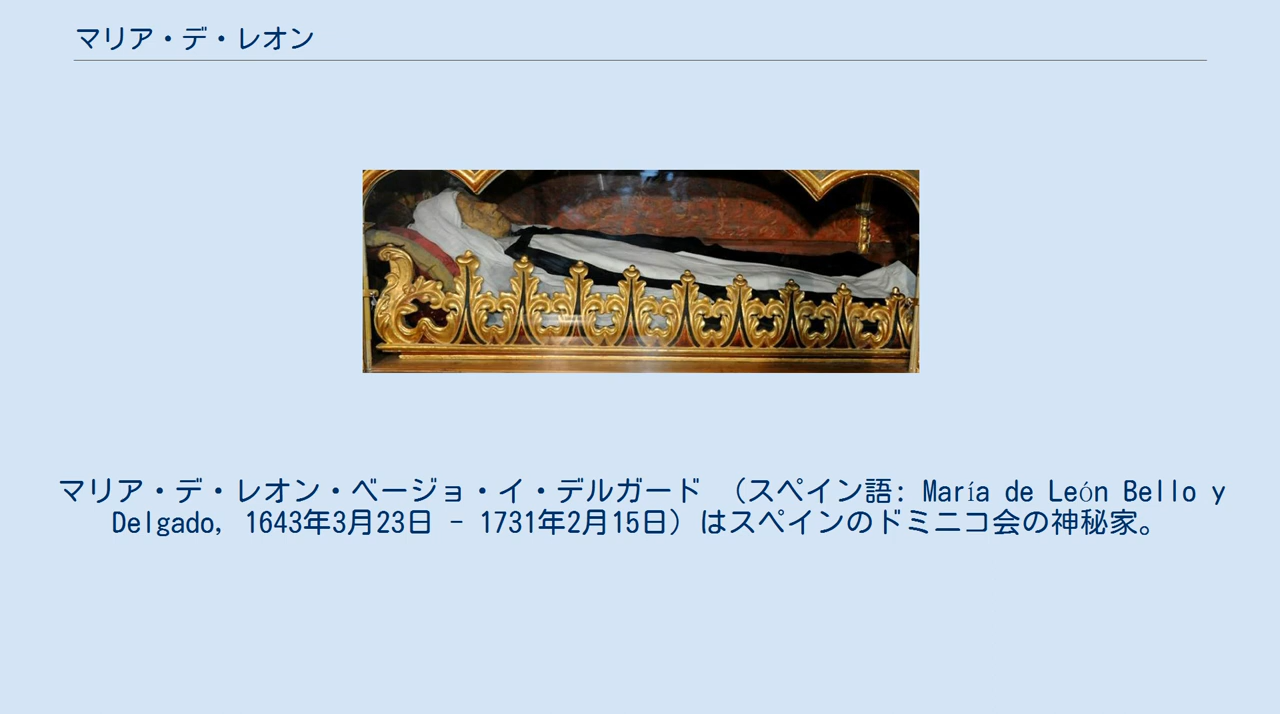 マリア・デ・レオン
マリア・デ・レオン・ベージョ・イ・デルガード （スペイン語: María de León Bello y
Delgado, 1643年3月23日 - 1731年2月15日）はスペインのドミニコ会の神秘家。